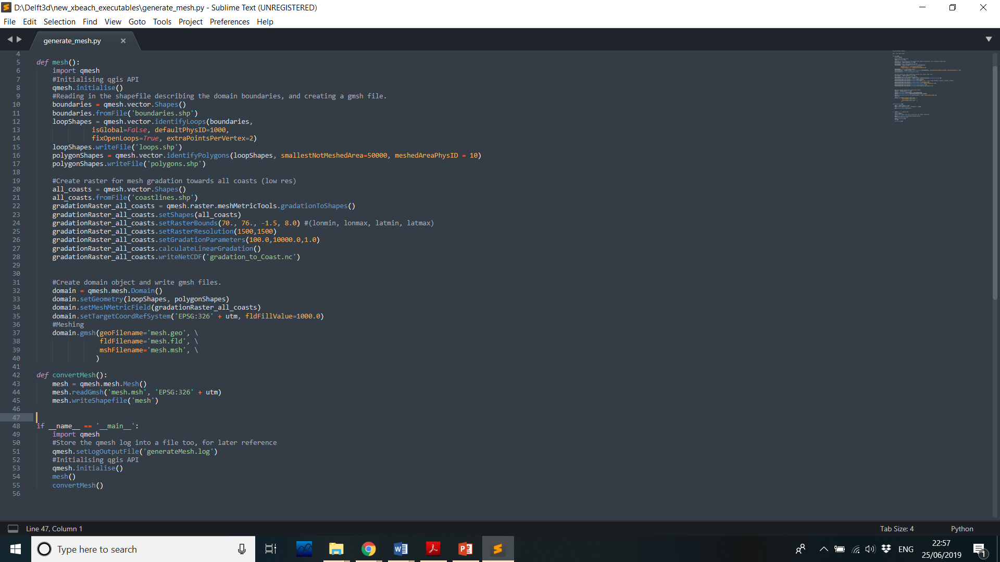 D:\Delft3d\new_xbeach_executables\generate_mesh.py - Sublime Text (UNREGISTERED)
File Edit Selection Find View Goto Tools Project Preferences Help
generate_mesh.py
4
5 def mesh():
6 import qmesh
7 #Initialising qgis API
8 qmesh.initialise()
9 #Reading in the shapefile describing the domain boundaries, and creating a gmsh file.
10 boundaries = qmesh.vector.Shapes()
11 boundaries.fromFile('boundaries.shp')
12 loopShapes = qmesh.vector.identifyLoops(boundaries,
13 isGlobal=False, defaultPhysID=1000,
14 fixOpenLoops=True, extraPointsPerVertex=2)
15 loopShapes.writeFile('loops.shp')
16 polygonShapes = qmesh.vector.identifyPolygons(loopShapes, smallestNotMeshedArea=50000, meshedAreaPhysID = 10)
17 polygonShapes.writeFile('polygons.shp')
18
19 #Create raster for mesh gradation towards all coasts (low res)
20 all_coasts = qmesh.vector.Shapes()
21 all_coasts.fromFile('coastlines.shp')
22 gradationRaster_all_coasts = qmesh.raster.meshMetricTools.gradationToShapes()
23 gradationRaster_all_coasts.setShapes(all_coasts)
24 gradationRaster_all_coasts.setRasterBounds(70., 76., -1.5, 8.0) #(lonmin, lonmax, latmin, latmax)
25 gradationRaster_all_coasts.setRasterResolution(1500,1500)
26 gradationRaster_all_coasts.setGradationParameters(100.0,10000.0,1.0)
27 gradationRaster_all_coasts.calculateLinearGradation()
28 gradationRaster_all_coasts.writeNetCDF('gradation_to_Coast.nc')
29
30
31 #Create domain object and write gmsh files.
32 domain = qmesh.mesh.Domain()
33 domain.setGeometry(loopShapes, polygonShapes)
34 domain.setMeshMetricField(gradationRaster_all_coasts)
35 domain.setTargetCoordRefSystem('EPSG:326' + utm, fldFillValue=1000.0)
36 #Meshing
37 domain.gmsh(geoFilename='mesh.geo', \
38 fldFilename='mesh.fld', \
39 mshFilename='mesh.msh', \
40 )
41
42 def convertMesh():
43 mesh = qmesh.mesh.Mesh()
44 mesh.readGmsh('mesh.msh', 'EPSG:326' + utm)
45 mesh.writeShapefile('mesh')
46
47
48 if __name__ == '__main__':
49 import qmesh
50 #Store the qmesh log into a file too, for later reference
51 qmesh.setLogOutputFile('generateMesh.log')
52 #Initialising qgis API
53 qmesh.initialise()
54 mesh()
55 convertMesh()
56
Line 47, Column 1 Tab Size: 4 Python
Type here to search
ENG
22:57
25/06/2019
1